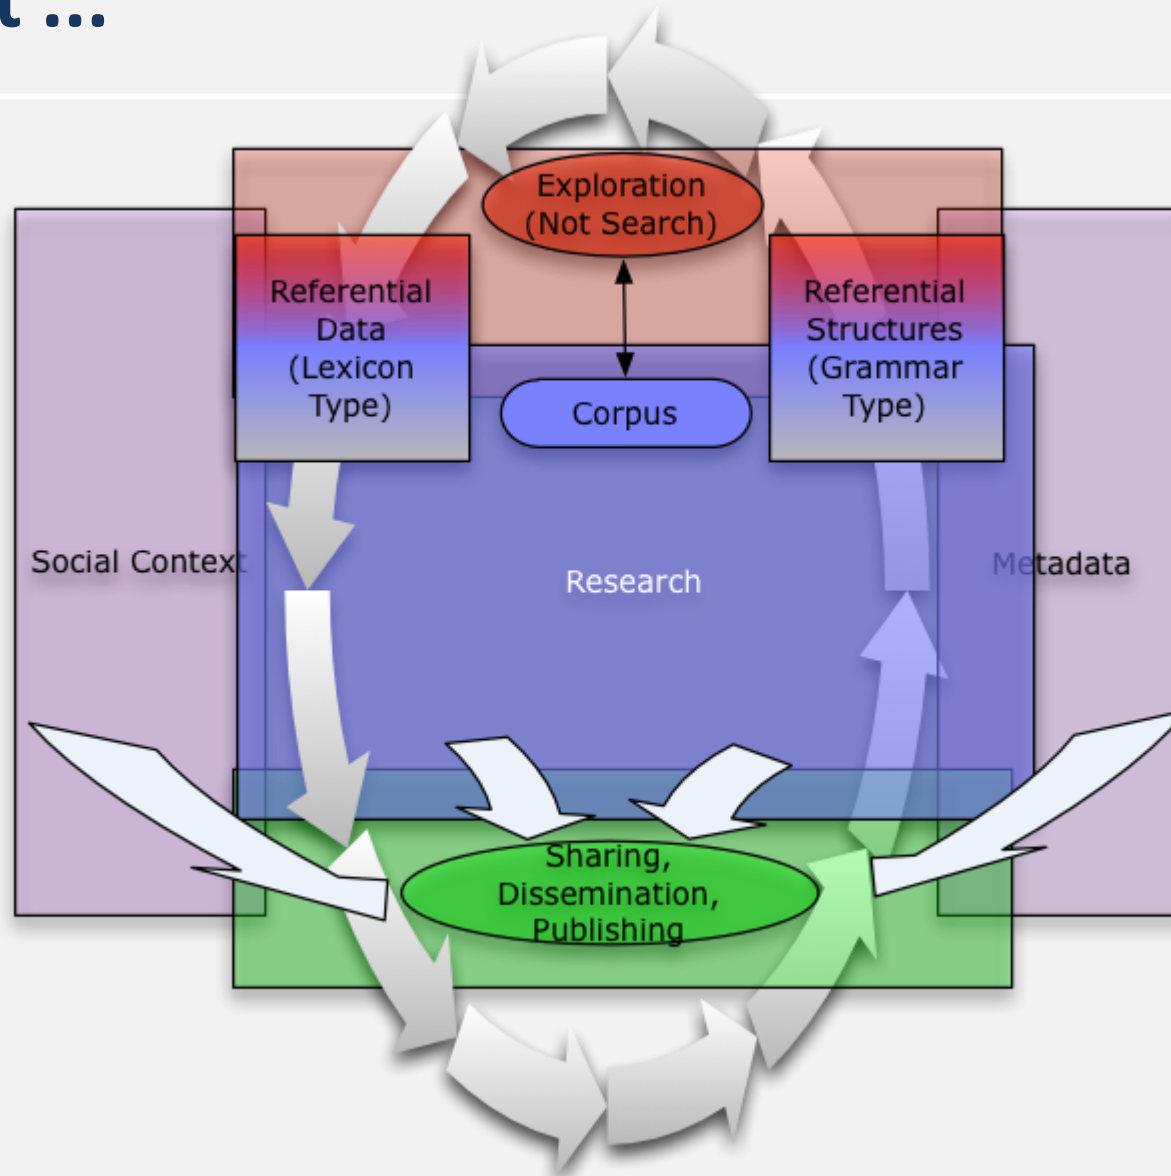 t ...
Exploration
(Not Search)
Referential
Data
(Lexicon
Type)
Referential
Structures
(Grammar
Type)
Corpus
Social Context
Research
Metadata
Sharing,
Dissemination,
Publishing